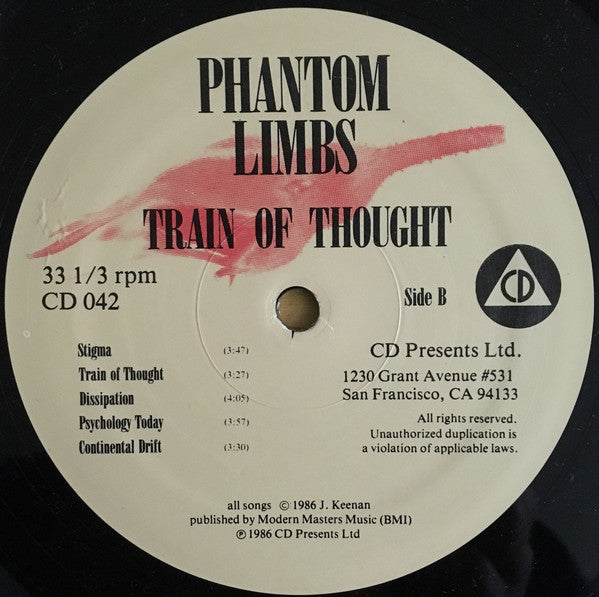 PHANTOM
LIMBS
TRAIN OF THOUGHT
33 1/3 rpm
CD 042
Side B
CD
Stigma (3:47)
Train of Thought (3:27)
Dissipation (4:05)
Psychology Today (3:57)
Continental Drift (3:30)
CD Presents Ltd.
1230 Grant Avenue #531
San Francisco, CA 94133
All rights reserved.
Unauthorized duplication is
a violation of applicable laws.
all songs © 1986 J. Keenan
published by Modern Masters Music (BMI)
℗ 1986 CD Presents Ltd